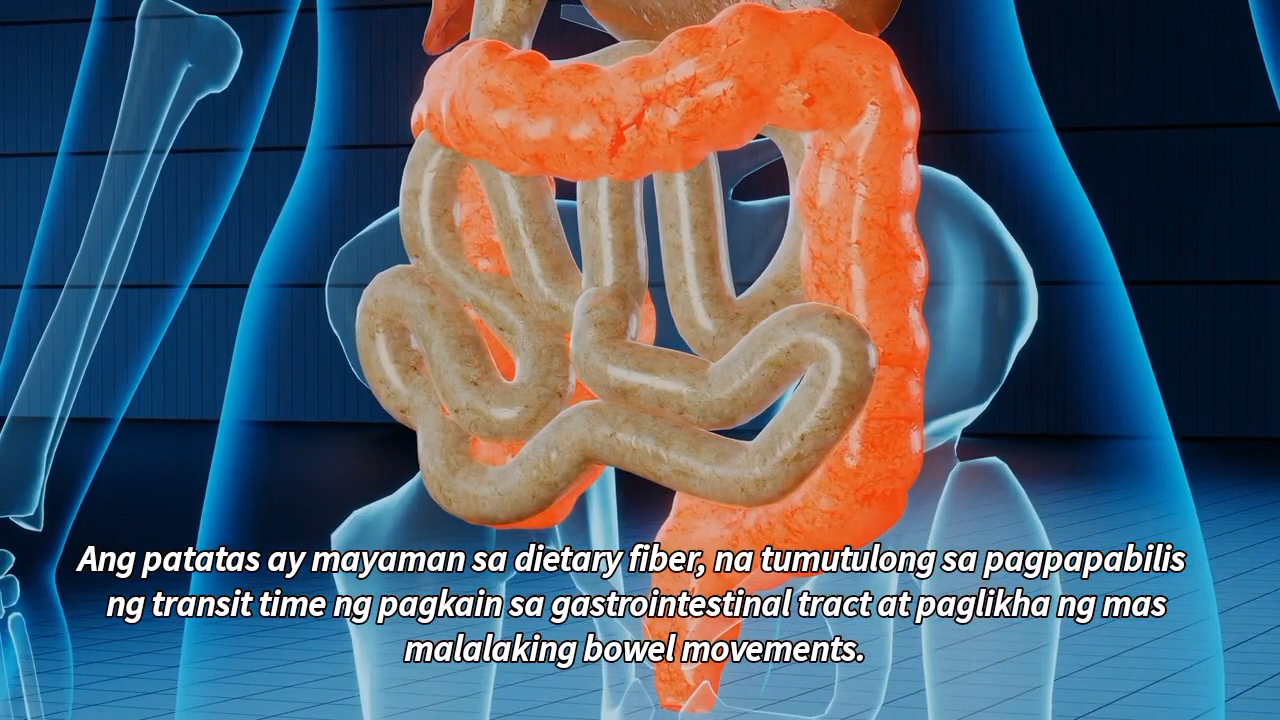 Ang patatas ay mayaman sa dietary fiber, na tumutulong sa pagpapabilis
ng transit time ng pagkain sa gastrointestinal tract at paglikha ng mas
malalaking bowel movements.